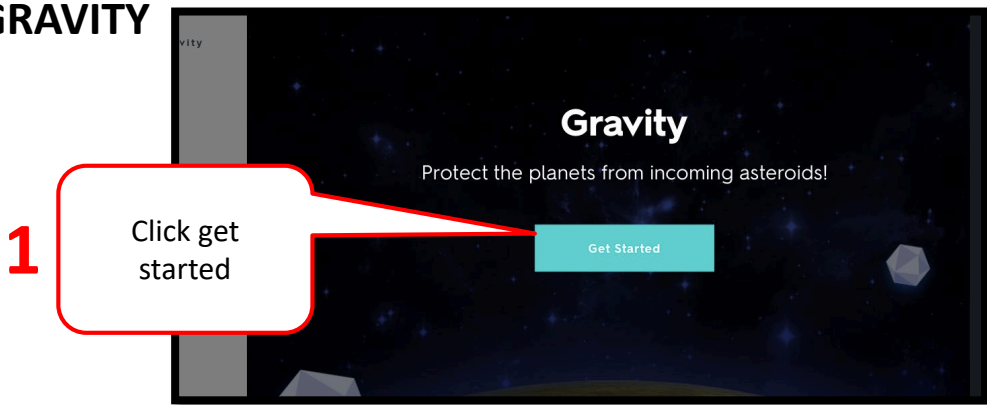 GRAVITY
vity
Gravity
Protect the planets from incoming asteroids!
1
Click get
started
Get Started